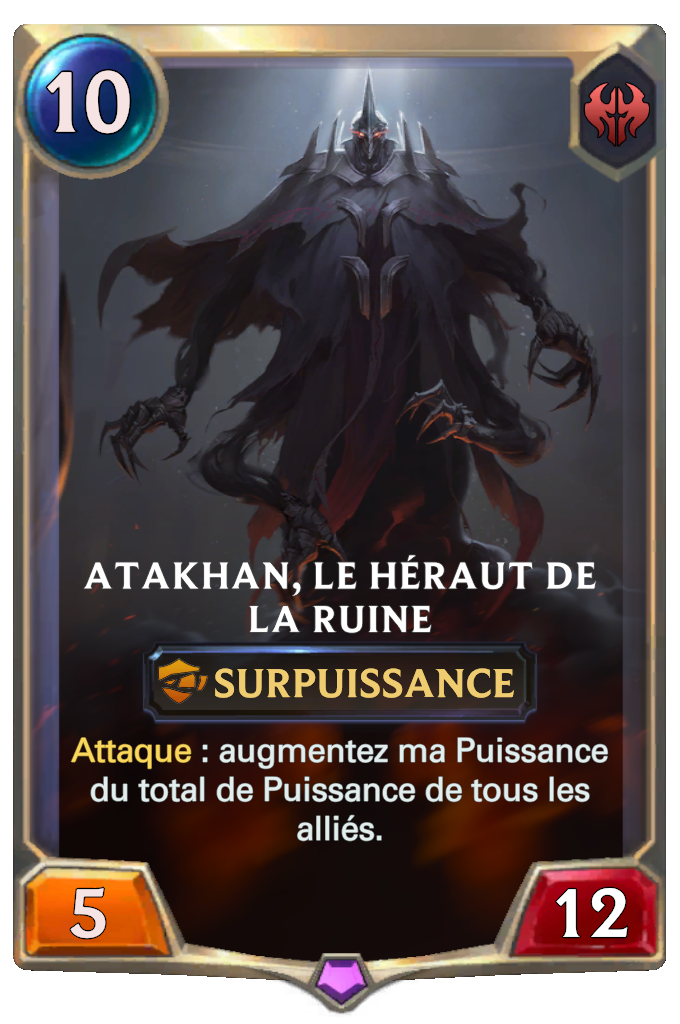 10
ATAKHAN, LE HÉRAUT DE
LA RUINE
SURPUISSANCE
Attaque : augmentez ma Puissance
du total de Puissance de tous les
alliés.
5
12